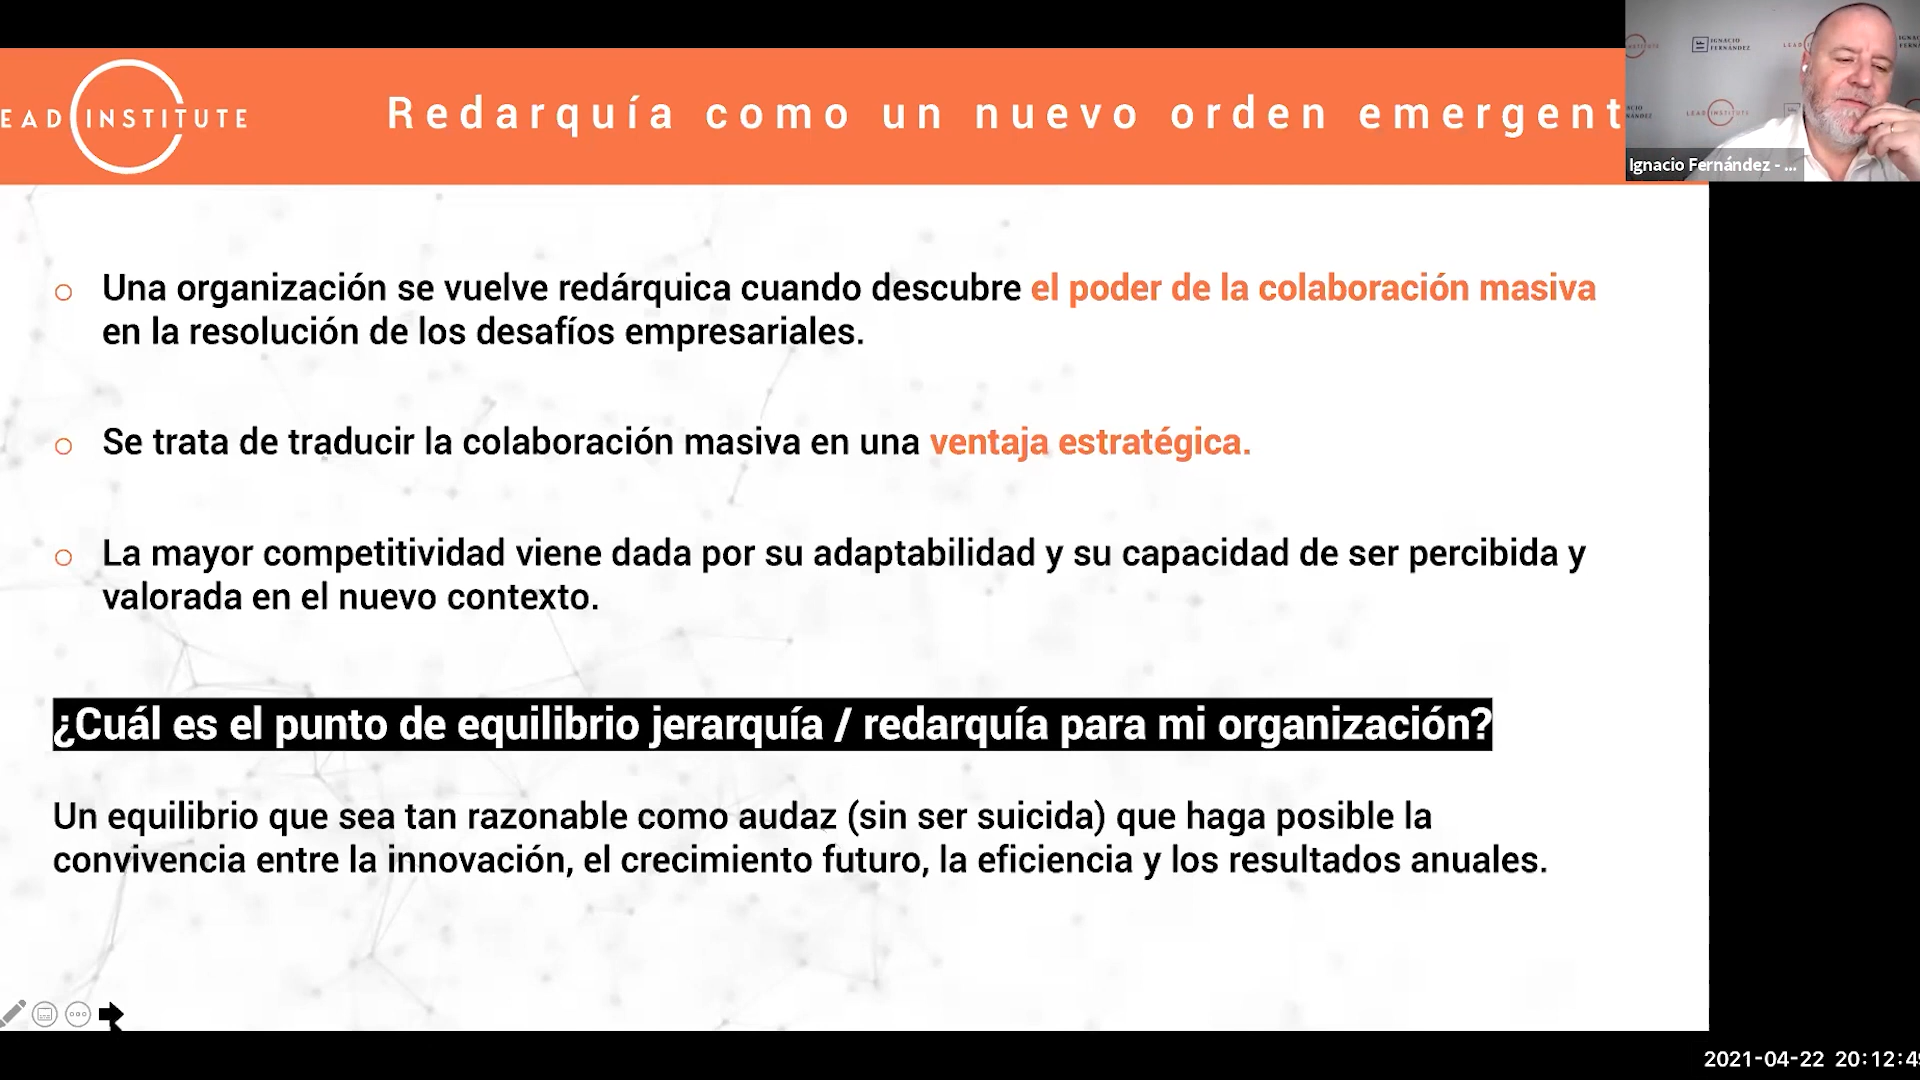 EAD INSTITUTE
Redarquía como un nuevo orden emergent
IGNACIO
FERNÁNDEZ
LEAD INSTITUTE
Ignacio Fernández - ...
Una organización se vuelve redárquica cuando descubre el poder de la colaboración masiva
en la resolución de los desafíos empresariales.
Se trata de traducir la colaboración masiva en una ventaja estratégica.
La mayor competitividad viene dada por su adaptabilidad y su capacidad de ser percibida y
valorada en el nuevo contexto.
¿Cuál es el punto de equilibrio jerarquía / redarquía para mi organización?
Un equilibrio que sea tan razonable como audaz (sin ser suicida) que haga posible la
convivencia entre la innovación, el crecimiento futuro, la eficiencia y los resultados anuales.
2021-04-22 20:12:4